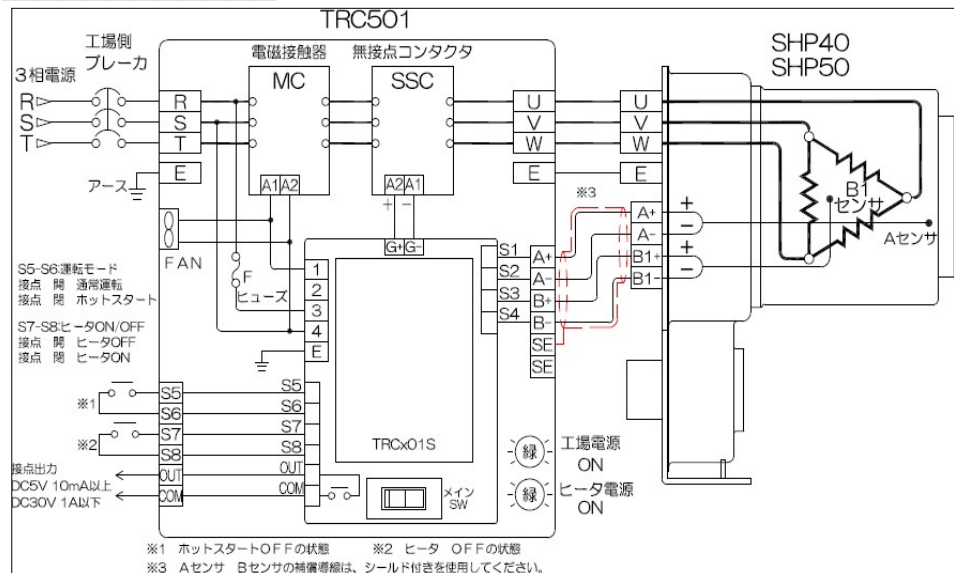 TRC501
工場側
ブレーカ
3相電源
R
S
T
アース
R
S
T
E
電磁接触器
MC
A1 A2
無接点コンタクタ
SSC
A2 A1
+ -
U
V
W
E
U
V
W
E
SHP40
SHP50
B1
センサ
Aセンサ
FAN
F
ヒューズ
G+ G-
1
2
3
4
E
S1
S2
S3
S4
A+
A-
B+
B-
SE
SE
※3
A+
A-
B1+
B1-
+
-
+
-
S5-S6:運転モード
接点 開 通常運転
接点 閉 ホットスタート
S7-S8:ヒータON/OFF
接点 開 ヒータOFF
接点 閉 ヒータON
※1
※2
接点出力
DC5V 10mA以上
DC30V 1A以下
S5
S6
S7
S8
OUT
COM
S5
S6
S7
S8
OUT
COM
TRCx01S
メイン
SW
緑
工場電源
ON
緑
ヒータ電源
ON
※1 ホットスタートOFFの状態 ※2 ヒータ OFFの状態
※3 Aセンサ Bセンサの補償導線は、シールド付きを使用してください。